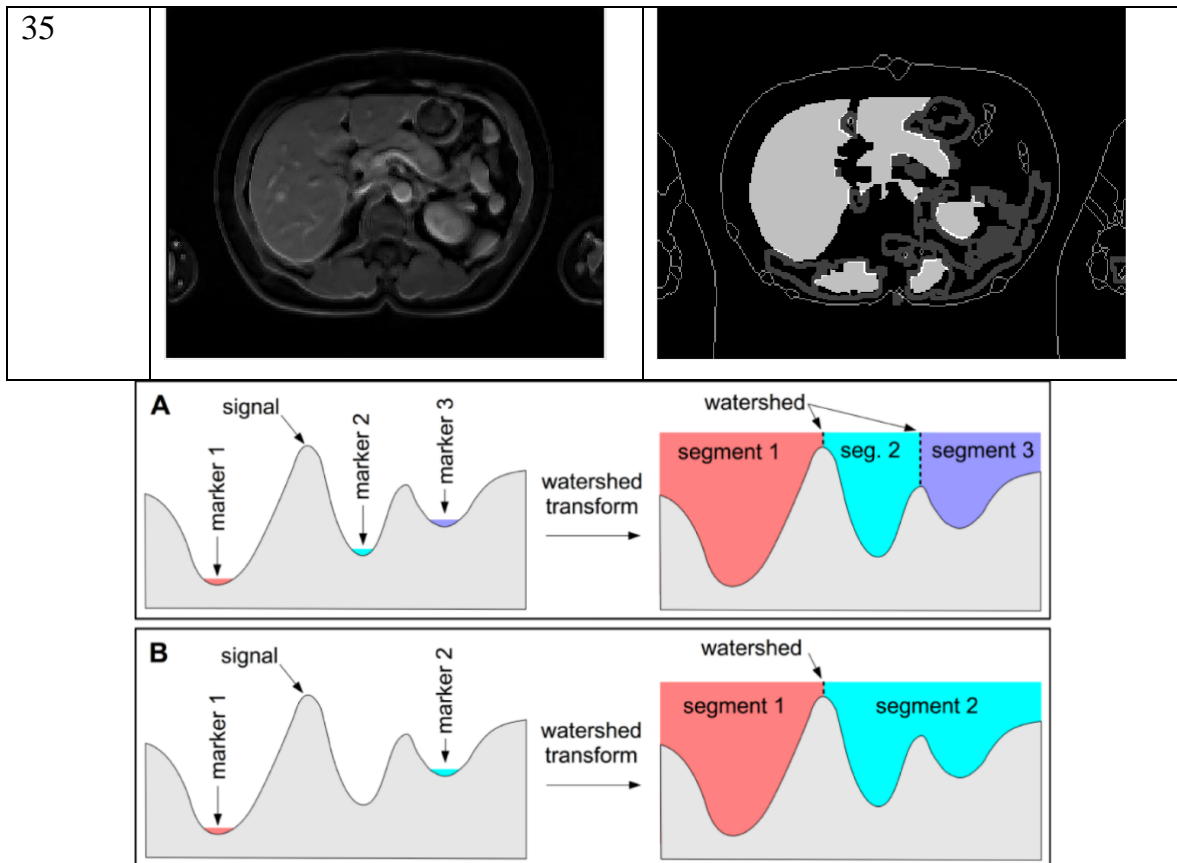 35
A
signal
marker 1
marker 2
marker 3
watershed
transform
watershed
segment 1
seg. 2
segment 3
B
signal
marker 1
marker 2
watershed
transform
watershed
segment 1
segment 2